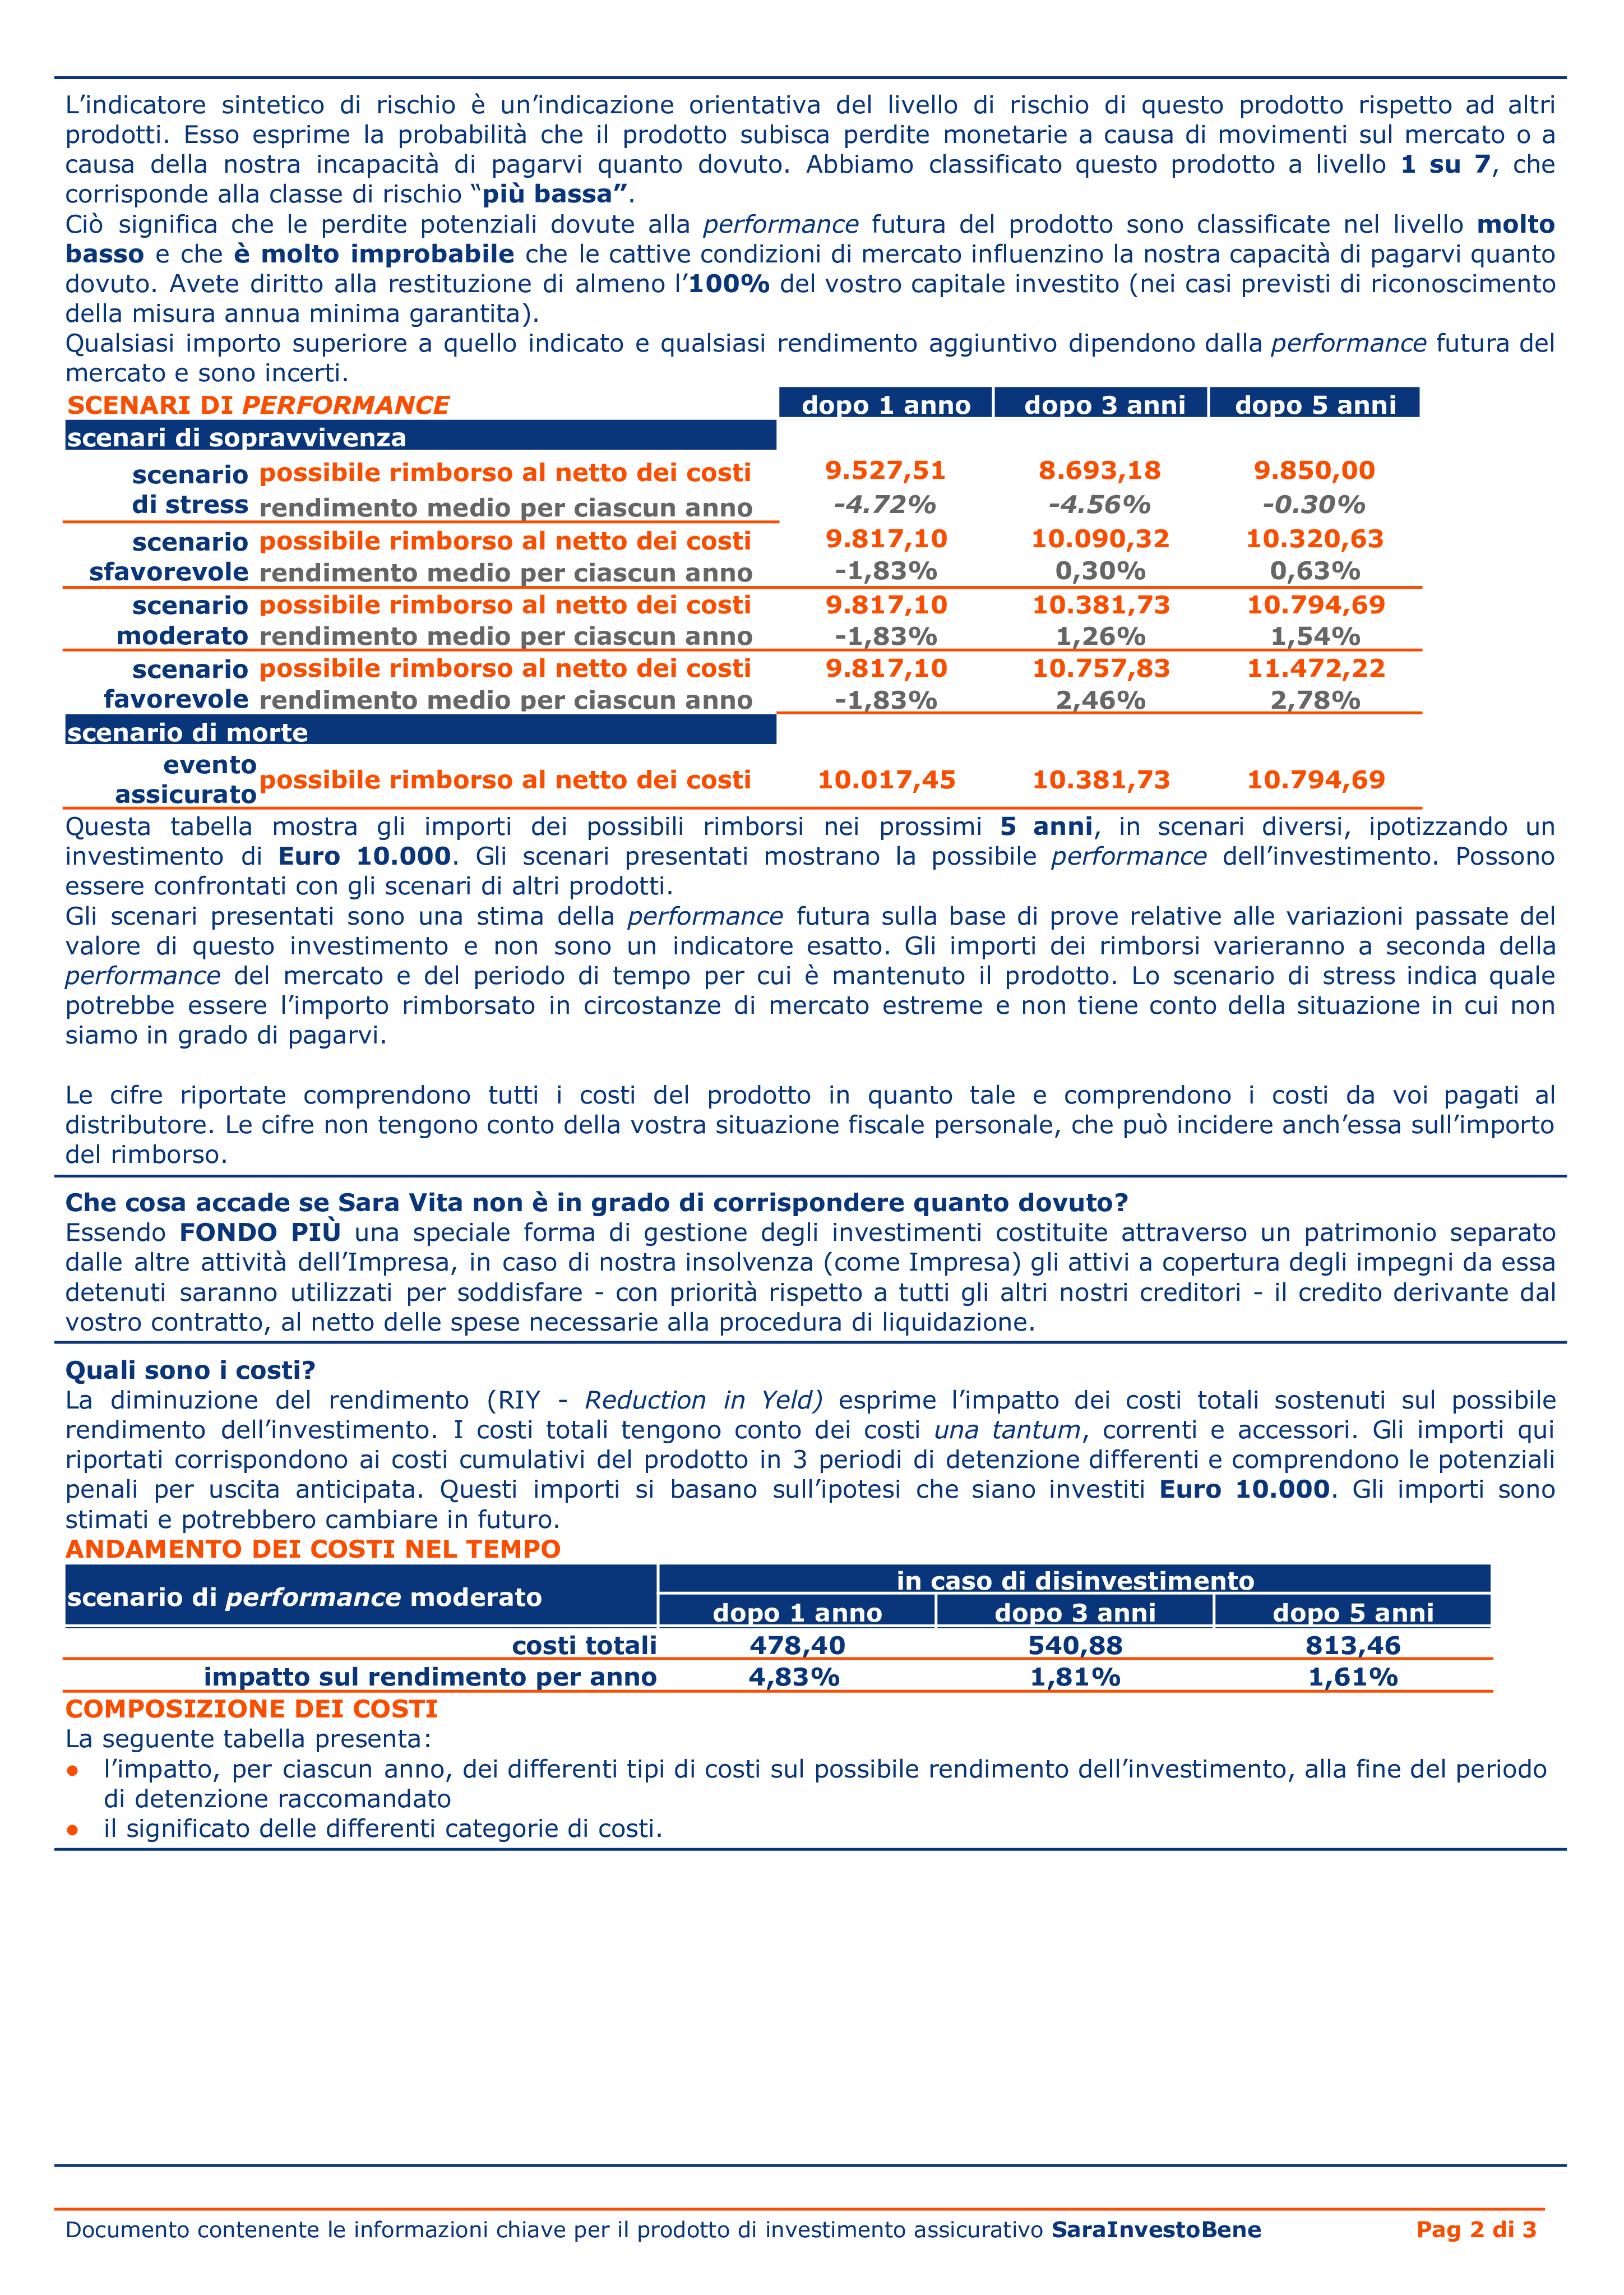 L’indicatore sintetico di rischio è un’indicazione orientativa del livello di rischio di questo prodotto rispetto ad altri
prodotti. Esso esprime la probabilità che il prodotto subisca perdite monetarie a causa di movimenti sul mercato o a
causa della nostra incapacità di pagarvi quanto dovuto. Abbiamo classificato questo prodotto a livello 1 su 7, che
corrisponde alla classe di rischio “più bassa”.
Ciò significa che le perdite potenziali dovute alla performance futura del prodotto sono classificate nel livello molto
basso e che è molto improbabile che le cattive condizioni di mercato influenzino la nostra capacità di pagarvi quanto
dovuto. Avete diritto alla restituzione di almeno l’100% del vostro capitale investito (nei casi previsti di riconoscimento
della misura annua minima garantita).
Qualsiasi importo superiore a quello indicato e qualsiasi rendimento aggiuntivo dipendono dalla performance futura del
mercato e sono incerti.
SCENARI DI PERFORMANCE dopo 1 anno dopo 3 anni dopo 5 anni
scenari di sopravvivenza
scenario possibile rimborso al netto dei costi 9.527,51 8.693,18 9.850,00
di stress rendimento medio per ciascun anno -4.72% -4.56% -0.30%
scenario possibile rimborso al netto dei costi 9.817,10 10.090,32 10.320,63
sfavorevole rendimento medio per ciascun anno -1,83% 0,30% 0,63%
scenario possibile rimborso al netto dei costi 9.817,10 10.381,73 10.794,69
moderato rendimento medio per ciascun anno -1,83% 1,26% 1,54%
scenario possibile rimborso al netto dei costi 9.817,10 10.757,83 11.472,22
favorevole rendimento medio per ciascun anno -1,83% 2,46% 2,78%
scenario di morte
evento
assicurato possibile rimborso al netto dei costi 10.017,45 10.381,73 10.794,69
Questa tabella mostra gli importi dei possibili rimborsi nei prossimi 5 anni, in scenari diversi, ipotizzando un
investimento di Euro 10.000. Gli scenari presentati mostrano la possibile performance dell’investimento. Possono
essere confrontati con gli scenari di altri prodotti.
Gli scenari presentati sono una stima della performance futura sulla base di prove relative alle variazioni passate del
valore di questo investimento e non sono un indicatore esatto. Gli importi dei rimborsi varieranno a seconda della
performance del mercato e del periodo di tempo per cui è mantenuto il prodotto. Lo scenario di stress indica quale
potrebbe essere l’importo rimborsato in circostanze di mercato estreme e non tiene conto della situazione in cui non
siamo in grado di pagarvi.
Le cifre riportate comprendono tutti i costi del prodotto in quanto tale e comprendono i costi da voi pagati al
distributore. Le cifre non tengono conto della vostra situazione fiscale personale, che può incidere anch’essa sull’importo
del rimborso.
Che cosa accade se Sara Vita non è in grado di corrispondere quanto dovuto?
Essendo FONDO PIÙ una speciale forma di gestione degli investimenti costituite attraverso un patrimonio separato
dalle altre attività dell’Impresa, in caso di nostra insolvenza (come Impresa) gli attivi a copertura degli impegni da essa
detenuti saranno utilizzati per soddisfare - con priorità rispetto a tutti gli altri nostri creditori - il credito derivante dal
vostro contratto, al netto delle spese necessarie alla procedura di liquidazione.
Quali sono i costi?
La diminuzione del rendimento (RIY - Reduction in Yeld) esprime l’impatto dei costi totali sostenuti sul possibile
rendimento dell’investimento. I costi totali tengono conto dei costi una tantum, correnti e accessori. Gli importi qui
riportati corrispondono ai costi cumulativi del prodotto in 3 periodi di detenzione differenti e comprendono le potenziali
penali per uscita anticipata. Questi importi si basano sull’ipotesi che siano investiti Euro 10.000. Gli importi sono
stimati e potrebbero cambiare in futuro.
ANDAMENTO DEI COSTI NEL TEMPO
scenario di performance moderato in caso di disinvestimento
dopo 1 anno dopo 3 anni dopo 5 anni
costi totali 478,40 540,88 813,46
impatto sul rendimento per anno 4,83% 1,81% 1,61%
COMPOSIZIONE DEI COSTI
La seguente tabella presenta:
● l’impatto, per ciascun anno, dei differenti tipi di costi sul possibile rendimento dell’investimento, alla fine del periodo
di detenzione raccomandato
● il significato delle differenti categorie di costi.
Documento contenente le informazioni chiave per il prodotto di investimento assicurativo SaraInvestoBene Pag 2 di 3